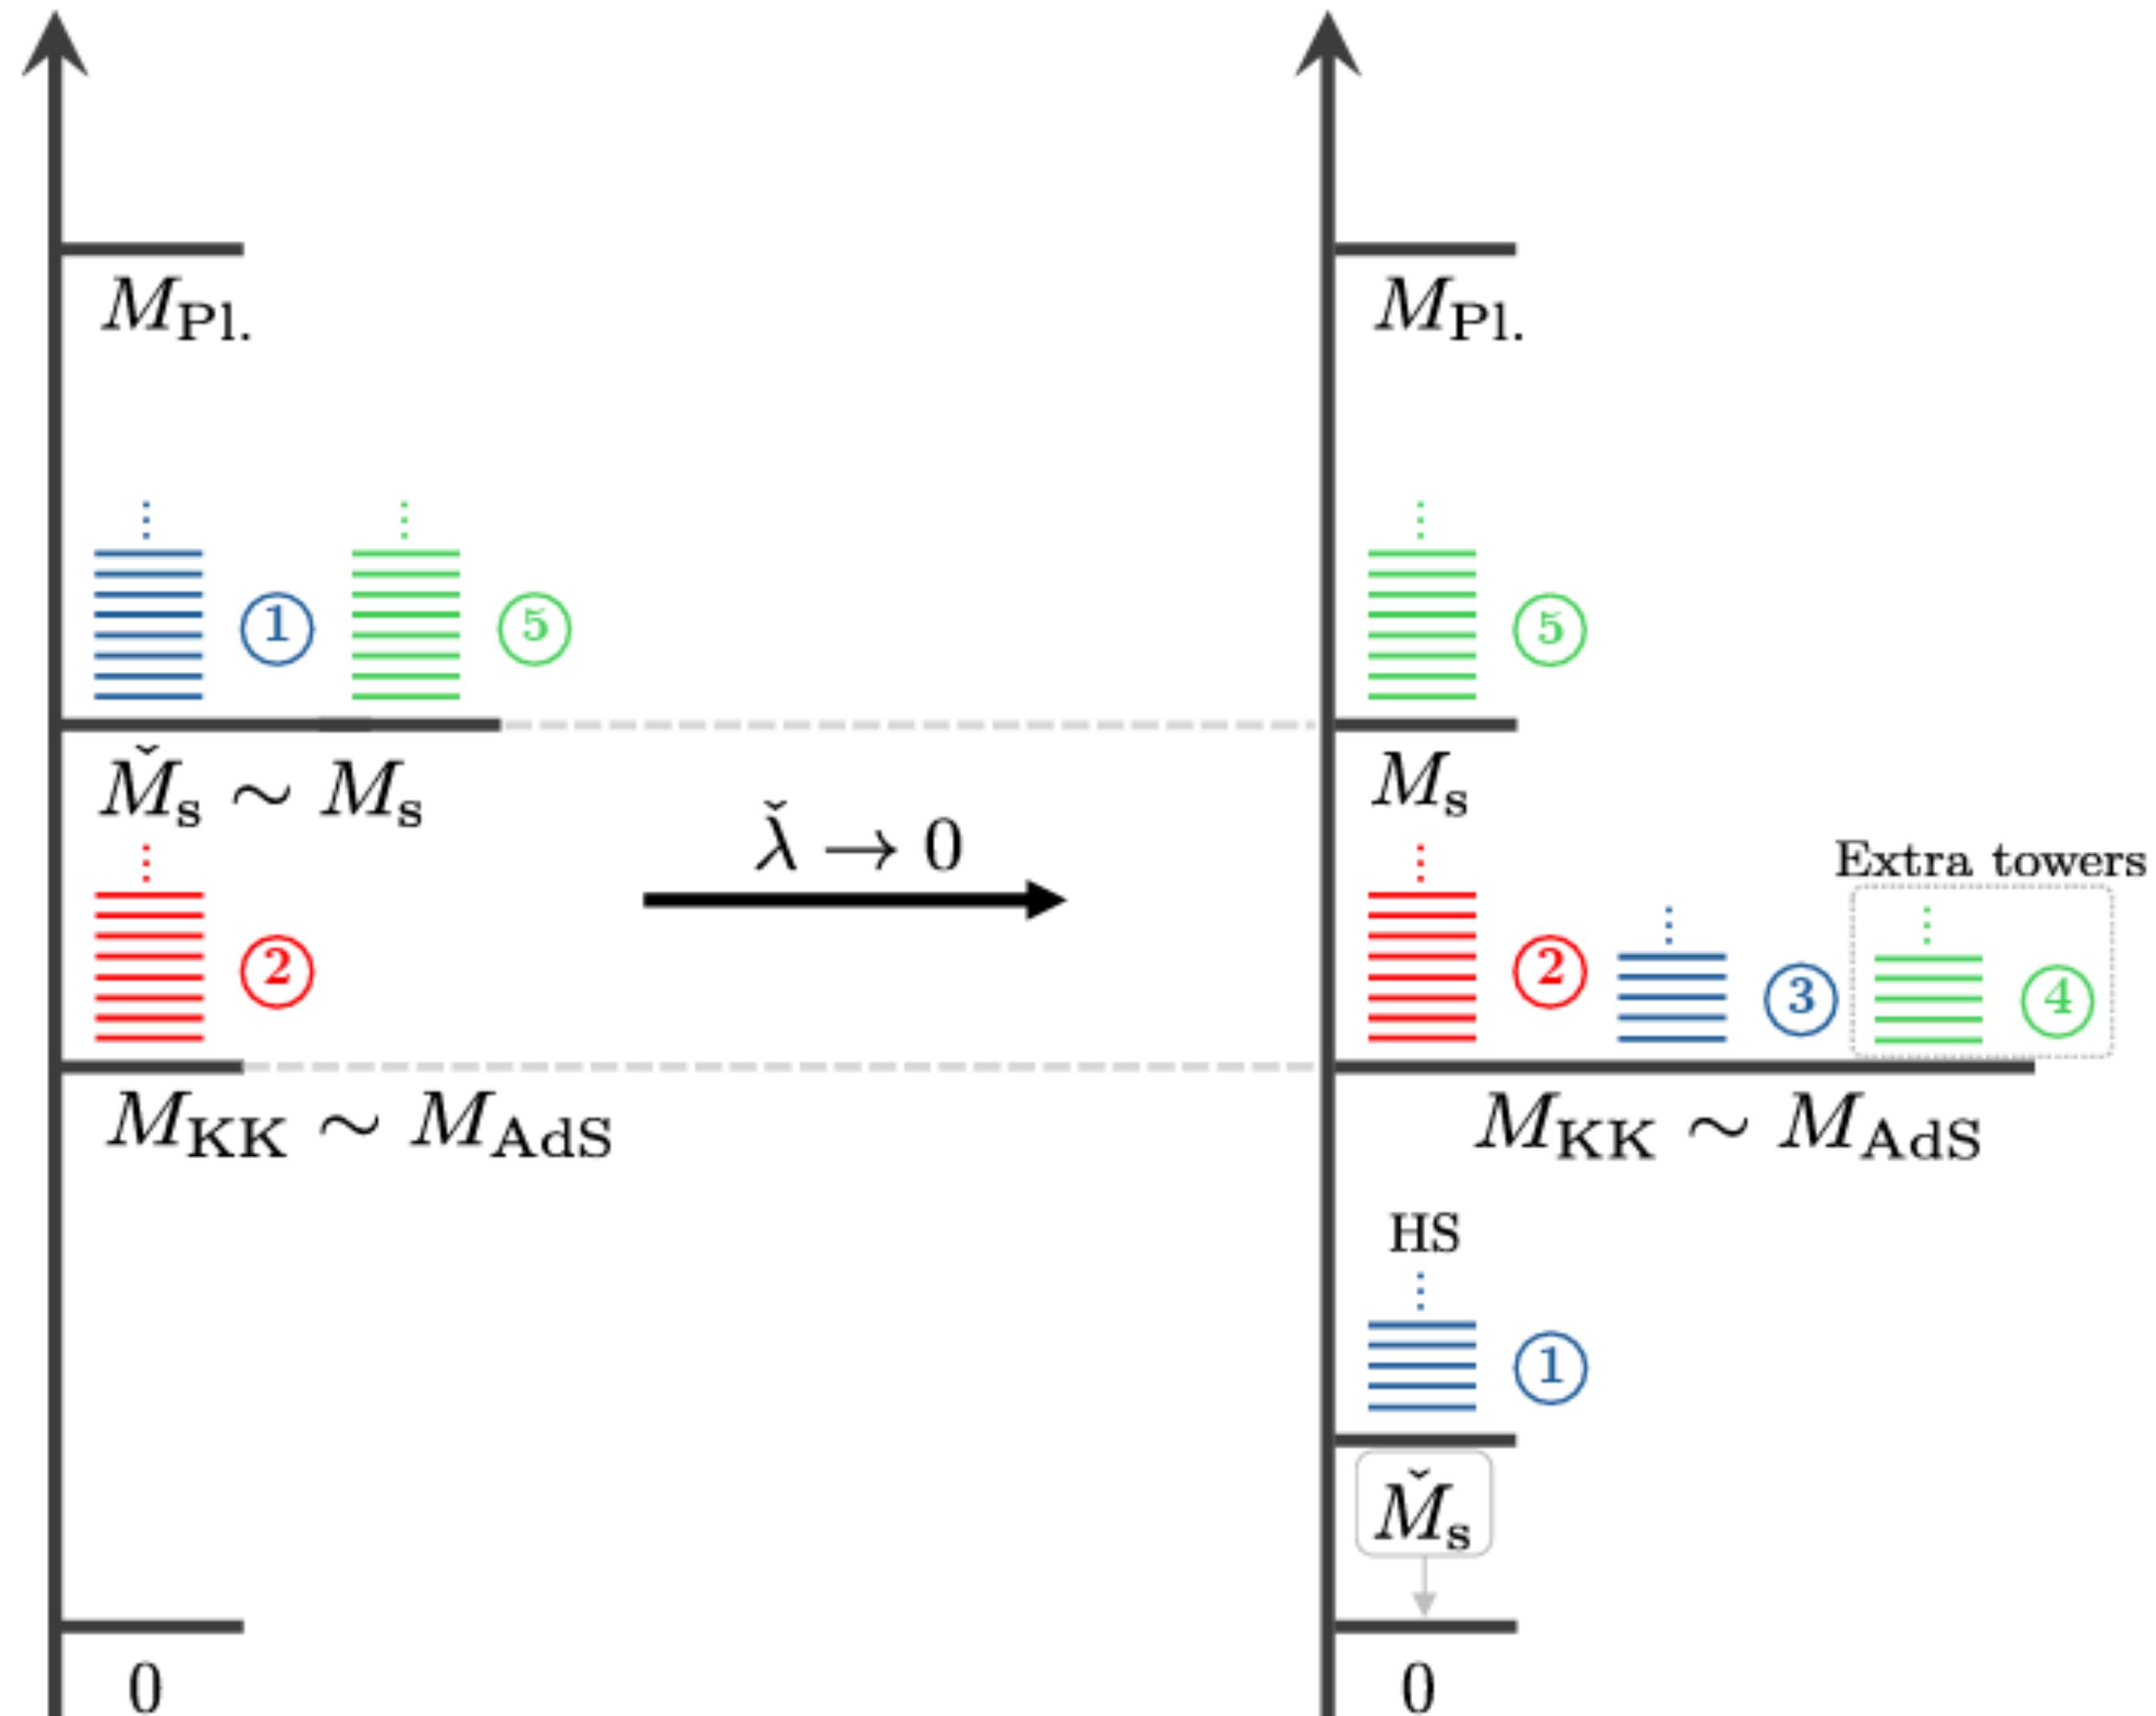 M_Pl.
① ⑤
M̌_s ∼ M_s
②
M_KK ∼ M_AdS
0
λ̌ → 0
M_Pl.
⑤
M_s
Extra towers
② ③ ④
M_KK ∼ M_AdS
HS
①
M̌_s
0